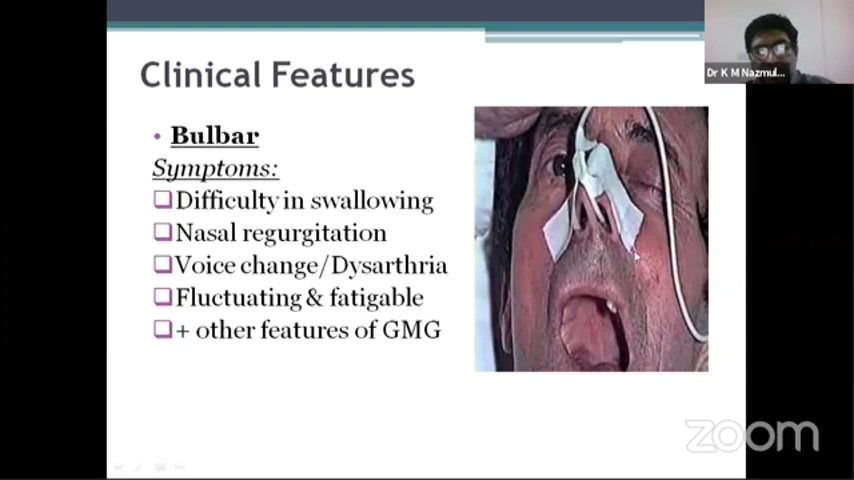 Clinical Features
• Bulbar
Symptoms:
❑Difficulty in swallowing
❑Nasal regurgitation
❑Voice change/Dysarthria
❑Fluctuating & fatigable
❑+ other features of GMG
Dr K M Nazmul...
zoom